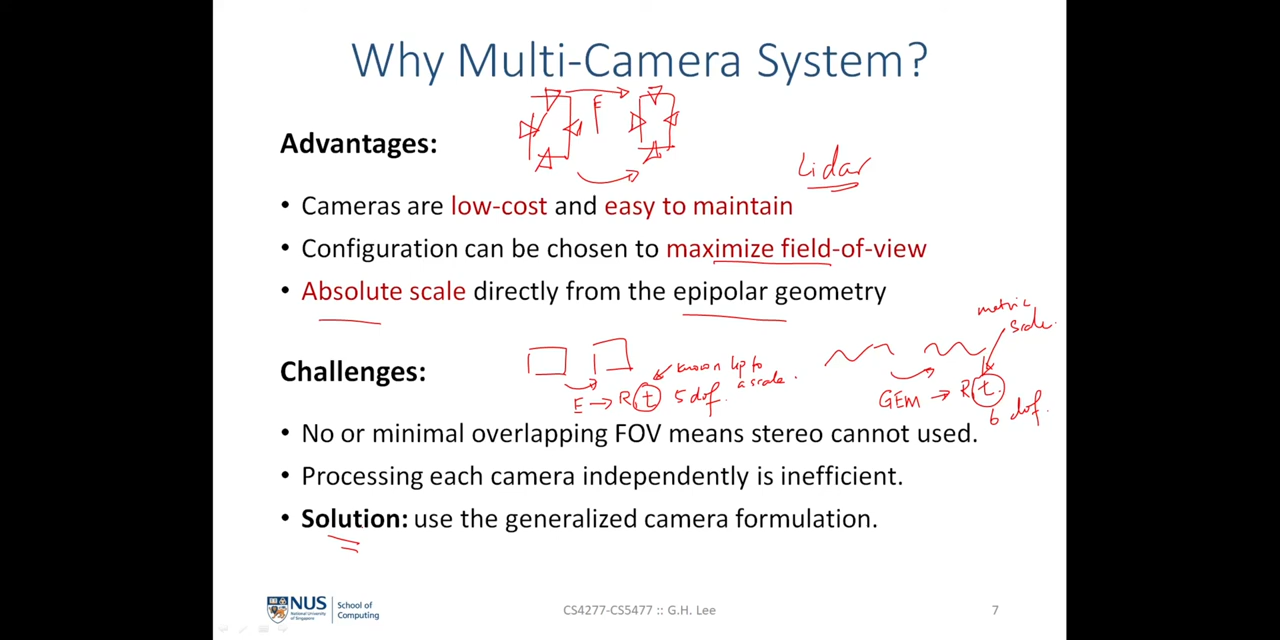 Why Multi-Camera System?
E
Advantages:
Lidar
• Cameras are low-cost and easy to maintain
• Configuration can be chosen to maximize field-of-view
• Absolute scale directly from the epipolar geometry
metric
scale.
Challenges:
known up to
a scale.
E → R, t 5 dof.
GEM → R, t.
6 dof.
• No or minimal overlapping FOV means stereo cannot used.
• Processing each camera independently is inefficient.
• Solution: use the generalized camera formulation.
NUS
National University
of Singapore
School of
Computing
CS4277-CS5477 :: G.H. Lee
7